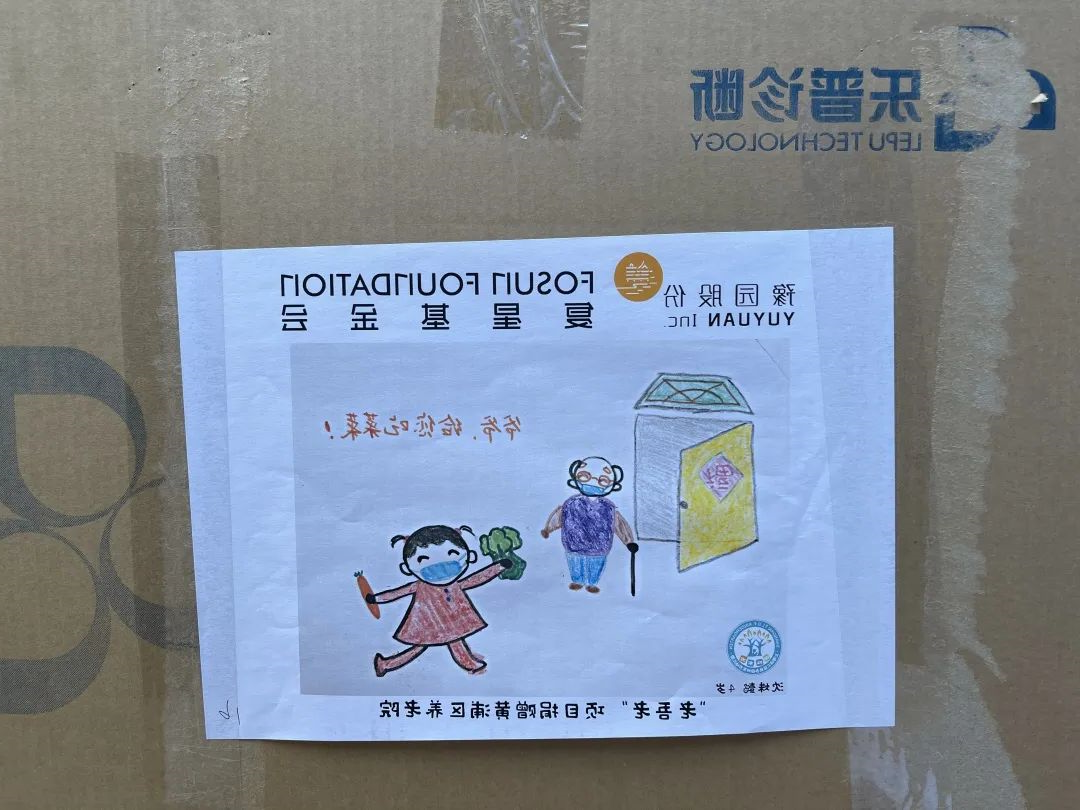 乐普诊断
LEPU TECHNOLOGY
豫园股份
YUYUAN Inc.
FOSUN FOUNDATION
复星基金会
爷爷,给您吃菜菜!
福
4岁
“老吾老”项目捐赠黄浦区养老院